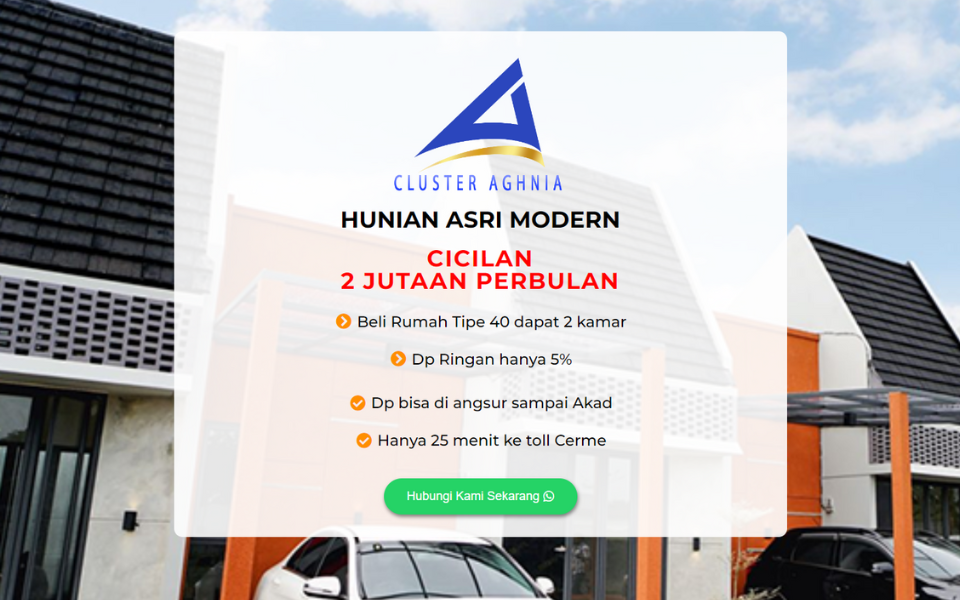 CLUSTER AGHNIA
HUNIAN ASRI MODERN
CICILAN
2 JUTAAN PERBULAN
Beli Rumah Tipe 40 dapat 2 kamar
Dp Ringan hanya 5%
Dp bisa di angsur sampai Akad
Hanya 25 menit ke toll Cerme
Hubungi Kami Sekarang